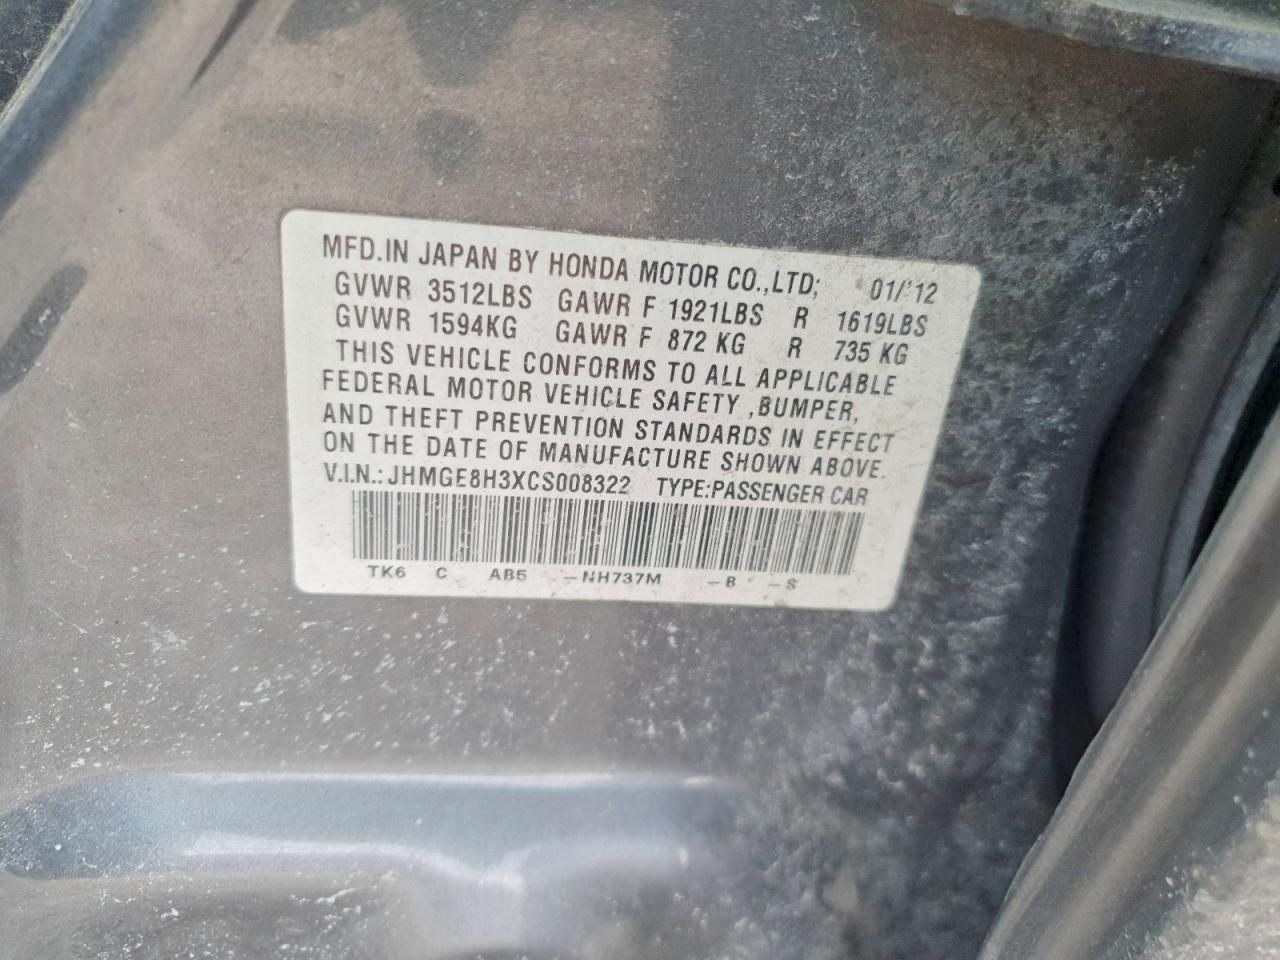 MFD.IN JAPAN BY HONDA MOTOR CO.,LTD; 01/'12
GVWR 3512LBS GAWR F 1921LBS R 1619LBS
GVWR 1594KG GAWR F 872 KG R 735 KG
THIS VEHICLE CONFORMS TO ALL APPLICABLE
FEDERAL MOTOR VEHICLE SAFETY ,BUMPER,
AND THEFT PREVENTION STANDARDS IN EFFECT
ON THE DATE OF MANUFACTURE SHOWN ABOVE.
V.I.N.: JHMGE8H3XCS008322 TYPE:PASSENGER CAR
TK6 C AB5 -NH737M -B -S